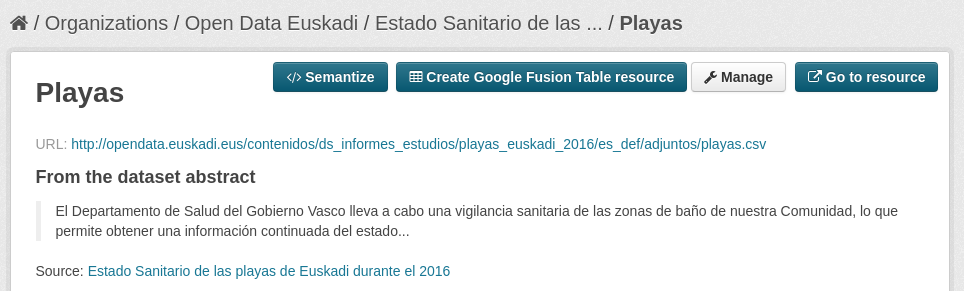 / Organizations / Open Data Euskadi / Estado Sanitario de las ... / Playas
</> Semantize Create Google Fusion Table resource Manage Go to resource
Playas
URL: http://opendata.euskadi.eus/contenidos/ds_informes_estudios/playas_euskadi_2016/es_def/adjuntos/playas.csv
From the dataset abstract
El Departamento de Salud del Gobierno Vasco lleva a cabo una vigilancia sanitaria de las zonas de baño de nuestra Comunidad, lo que
permite obtener una información continuada del estado...
Source: Estado Sanitario de las playas de Euskadi durante el 2016